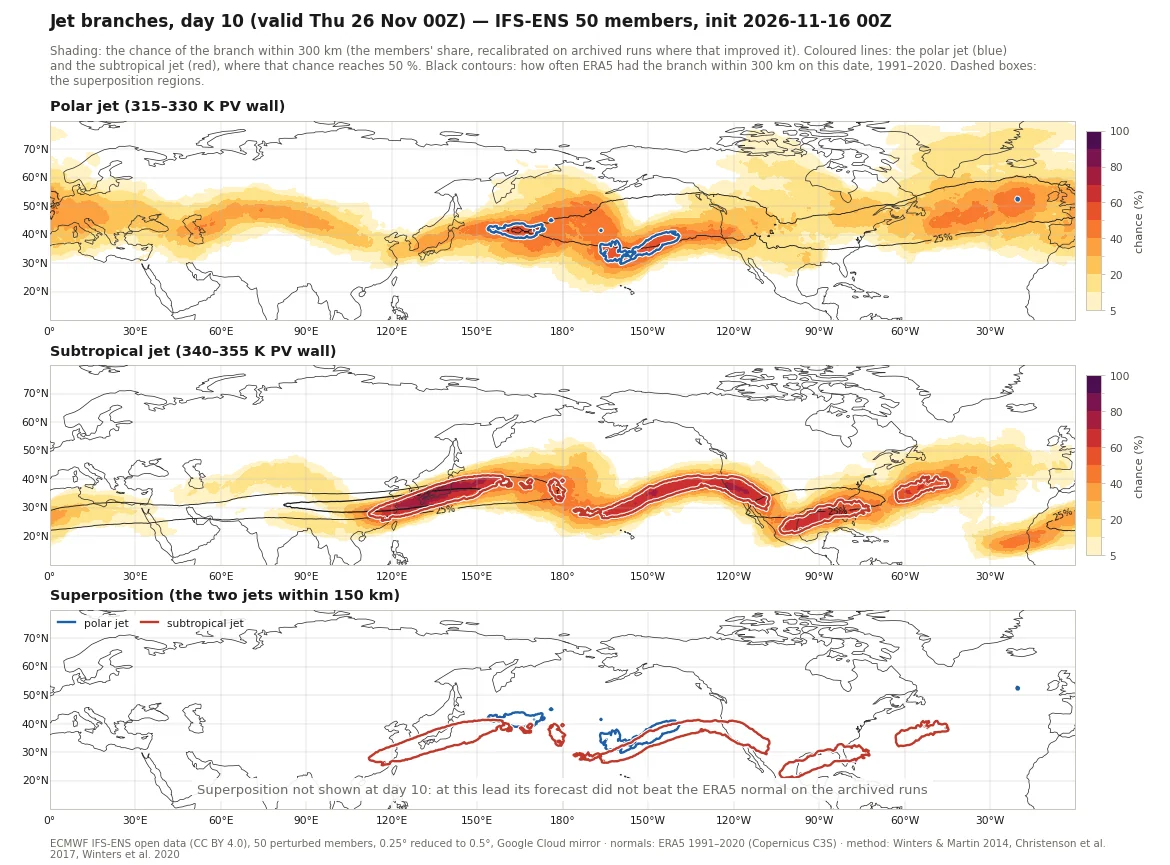 Jet branches, day 10 (valid Thu 26 Nov 00Z) — IFS-ENS 50 members, init 2026-11-16 00Z
Shading: the chance of the branch within 300 km (the members' share, recalibrated on archived runs where that improved it). Coloured lines: the polar jet (blue)
and the subtropical jet (red), where that chance reaches 50 %. Black contours: how often ERA5 had the branch within 300 km on this date, 1991–2020. Dashed boxes:
the superposition regions.
Polar jet (315–330 K PV wall)
70°N
60°N
50°N
40°N
30°N
20°N
25%
0° 30°E 60°E 90°E 120°E 150°E 180° 150°W 120°W 90°W 60°W 30°W
100
80
60
40
20
5
chance (%)
Subtropical jet (340–355 K PV wall)
70°N
60°N
50°N
40°N
30°N
20°N
25%
25%
25%
0° 30°E 60°E 90°E 120°E 150°E 180° 150°W 120°W 90°W 60°W 30°W
100
80
60
40
20
5
chance (%)
Superposition (the two jets within 150 km)
polar jet subtropical jet
70°N
60°N
50°N
40°N
30°N
20°N
Superposition not shown at day 10: at this lead its forecast did not beat the ERA5 normal on the archived runs
0° 30°E 60°E 90°E 120°E 150°E 180° 150°W 120°W 90°W 60°W 30°W
ECMWF IFS-ENS open data (CC BY 4.0), 50 perturbed members, 0.25° reduced to 0.5°, Google Cloud mirror · normals: ERA5 1991–2020 (Copernicus C3S) · method: Winters & Martin 2014, Christenson et al.
2017, Winters et al. 2020